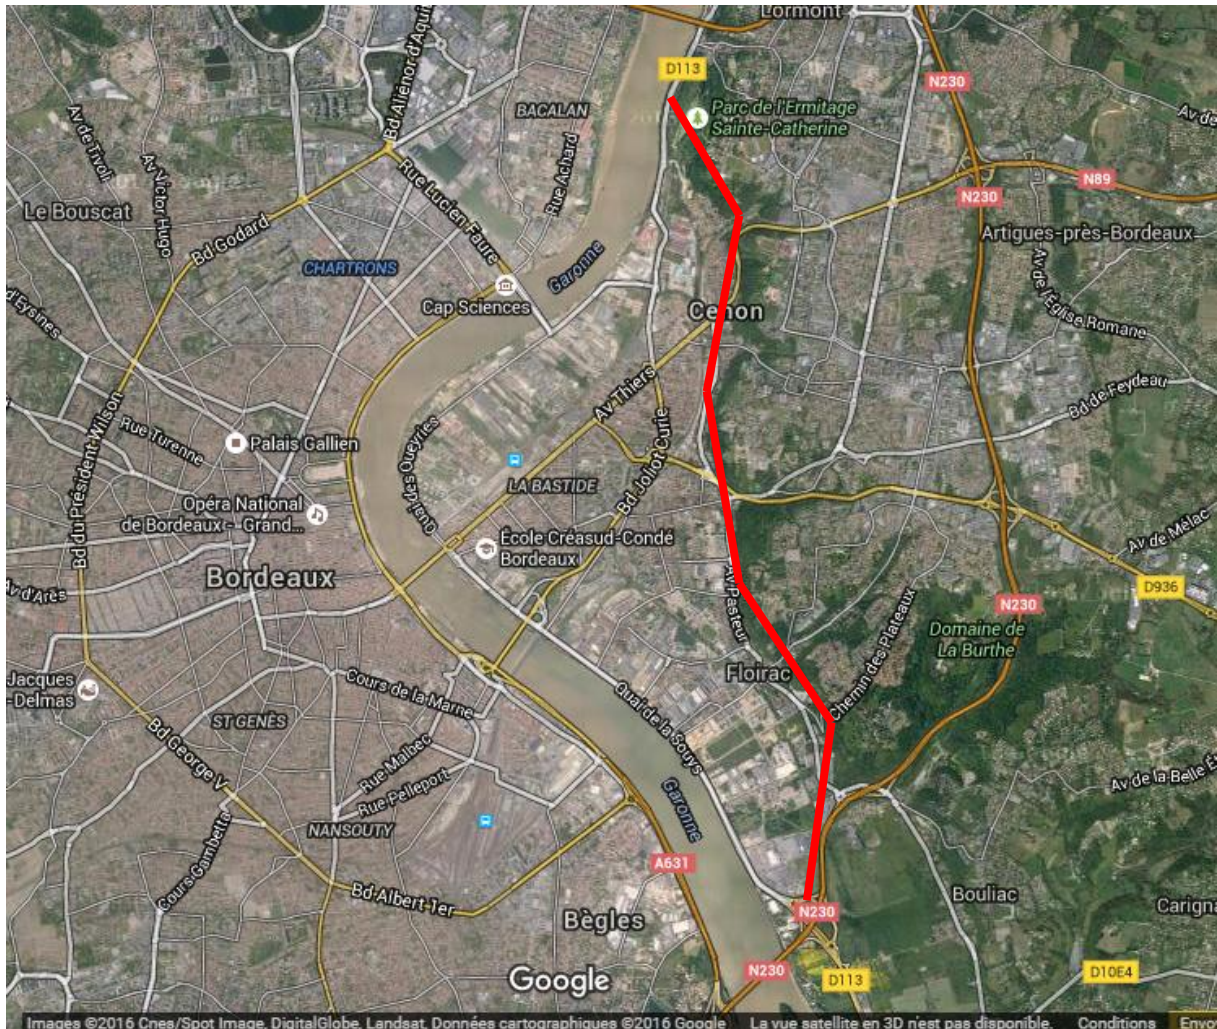 Lormont
D113
N230
Bd Aliénor d'Aqui
BACALAN
Parc de l'Ermitage
Sainte-Catherine
Av de
Av de Tivoli
Av Victor Hugo
Rue Lucien Faure
Rue Achard
N89
N230
Le Bouscat
Bd Godard
Artigues-près-Bordeaux
CHARTRONS
Garonne
Av de l'Église Romane
d'Eysines
Cap Sciences
Cenon
Av Thiers
Bd de Feydeau
Bd du Président Wilson
Rue Turenne
Palais Gallien
Quai des Queyries
Bd Joliot Curie
LA BASTIDE
Opéra National
de Bordeaux - Grand...
École Créasud-Condé
Bordeaux
Av de Mélac
Bordeaux
Av d'Arès
Av Pasteur
D936
N230
Chemin des Plateaux
Domaine de
La Burthe
Floirac
Jacques
-Delmas
Cours de la Marne
ST GENÈS
Quai de la Souys
Bd George V
Rue Malbec
Rue Pelleport
Garonne
Av de la Belle Ét
NANSOUTY
Cours Gambetta
A631
Bd Albert 1er
Bouliac
Carigna
N230
Bègles
Google
N230
D113
D10E4
Images ©2016 Cnes/Spot Image, DigitalGlobe, Landsat, Données cartographiques ©2016 Google La vue satellite en 3D n'est pas disponible. Conditions Envo